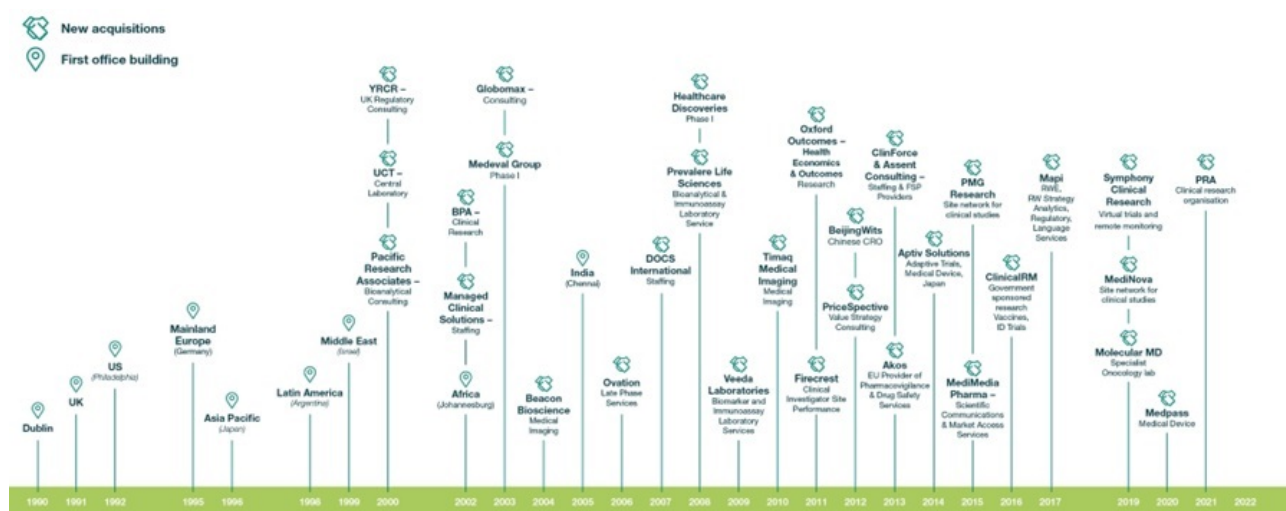 New acquisitions
First office building
Dublin
UK
US
(Philadelphia)
Mainland
Europe
(Germany)
Asia Pacific
(Japan)
Latin America
(Argentina)
Middle East
(Israel)
YRCR –
UK Regulatory
Consulting
UCT –
Central
Laboratory
Pacific
Research
Associates –
Bioanalytical
Consulting
BPA –
Clinical
Research
Managed
Clinical
Solutions –
Staffing
Africa
(Johannesburg)
Globomax –
Consulting
Medeval Group
Phase I
Beacon
Bioscience
Medical
Imaging
India
(Chennai)
Ovation
Late Phase
Services
DOCS
International
Staffing
Healthcare
Discoveries
Phase I
Prevalere Life
Sciences
Bioanalytical &
Immunoassay
Laboratory
Service
Veeda
Laboratories
Biomarker and
Immunoassay
Laboratory
Services
Timaq
Medical
Imaging
Medical
Imaging
Oxford
Outcomes –
Health
Economics
& Outcomes
Research
Firecrest
Clinical
Investigator Site
Performance
BeijingWits
Chinese CRO
PriceSpective
Value Strategy
Consulting
ClinForce
& Assent
Consulting –
Staffing & FSP
Providers
Akos
EU Provider of
Pharmacovigilance
& Drug Safety
Services
Aptiv Solutions
Adaptive Trials,
Medical Device,
Japan
PMG
Research
Site network for
clinical studies
MediMedia
Pharma –
Scientific
Communications
& Market Access
Services
ClinicalRM
Government
sponsored
research
Vaccines,
ID Trials
Mapi
RWE,
RW Strategy
Analytics,
Regulatory,
Language
Services
Symphony
Clinical
Research
Virtual trials and
remote monitoring
MediNova
Site network for
clinical studies
Molecular MD
Specialist
Onocology lab
Medpass
Medical Device
PRA
Clinical research
organisation
1990 1991 1992 1995 1996 1998 1999 2000 2002 2003 2004 2005 2006 2007 2008 2009 2010 2011 2012 2013 2014 2015 2016 2017 2019 2020 2021 2022